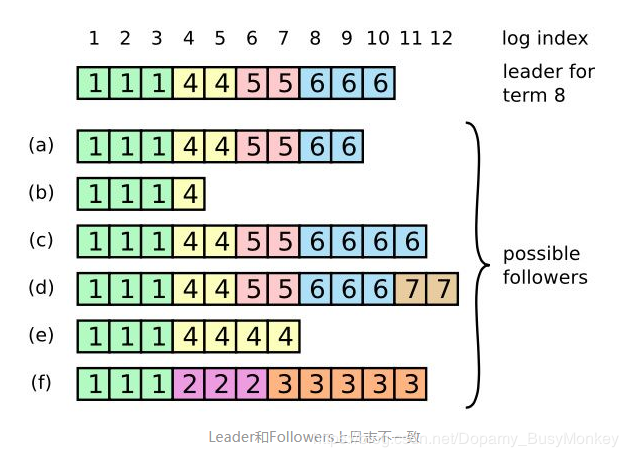 1 2 3 4 5 6 7 8 9 10 11 12 log index
1 1 1 4 4 5 5 6 6 6 leader for
term 8
(a) 1 1 1 4 4 5 5 6 6
(b) 1 1 1 4
(c) 1 1 1 4 4 5 5 6 6 6 6
(d) 1 1 1 4 4 5 5 6 6 6 7 7
(e) 1 1 1 4 4 4 4
(f) 1 1 1 2 2 2 3 3 3 3 3
possible
followers
Leader和Followers上日志不一致
.net/Dopamy_BusyMonkey